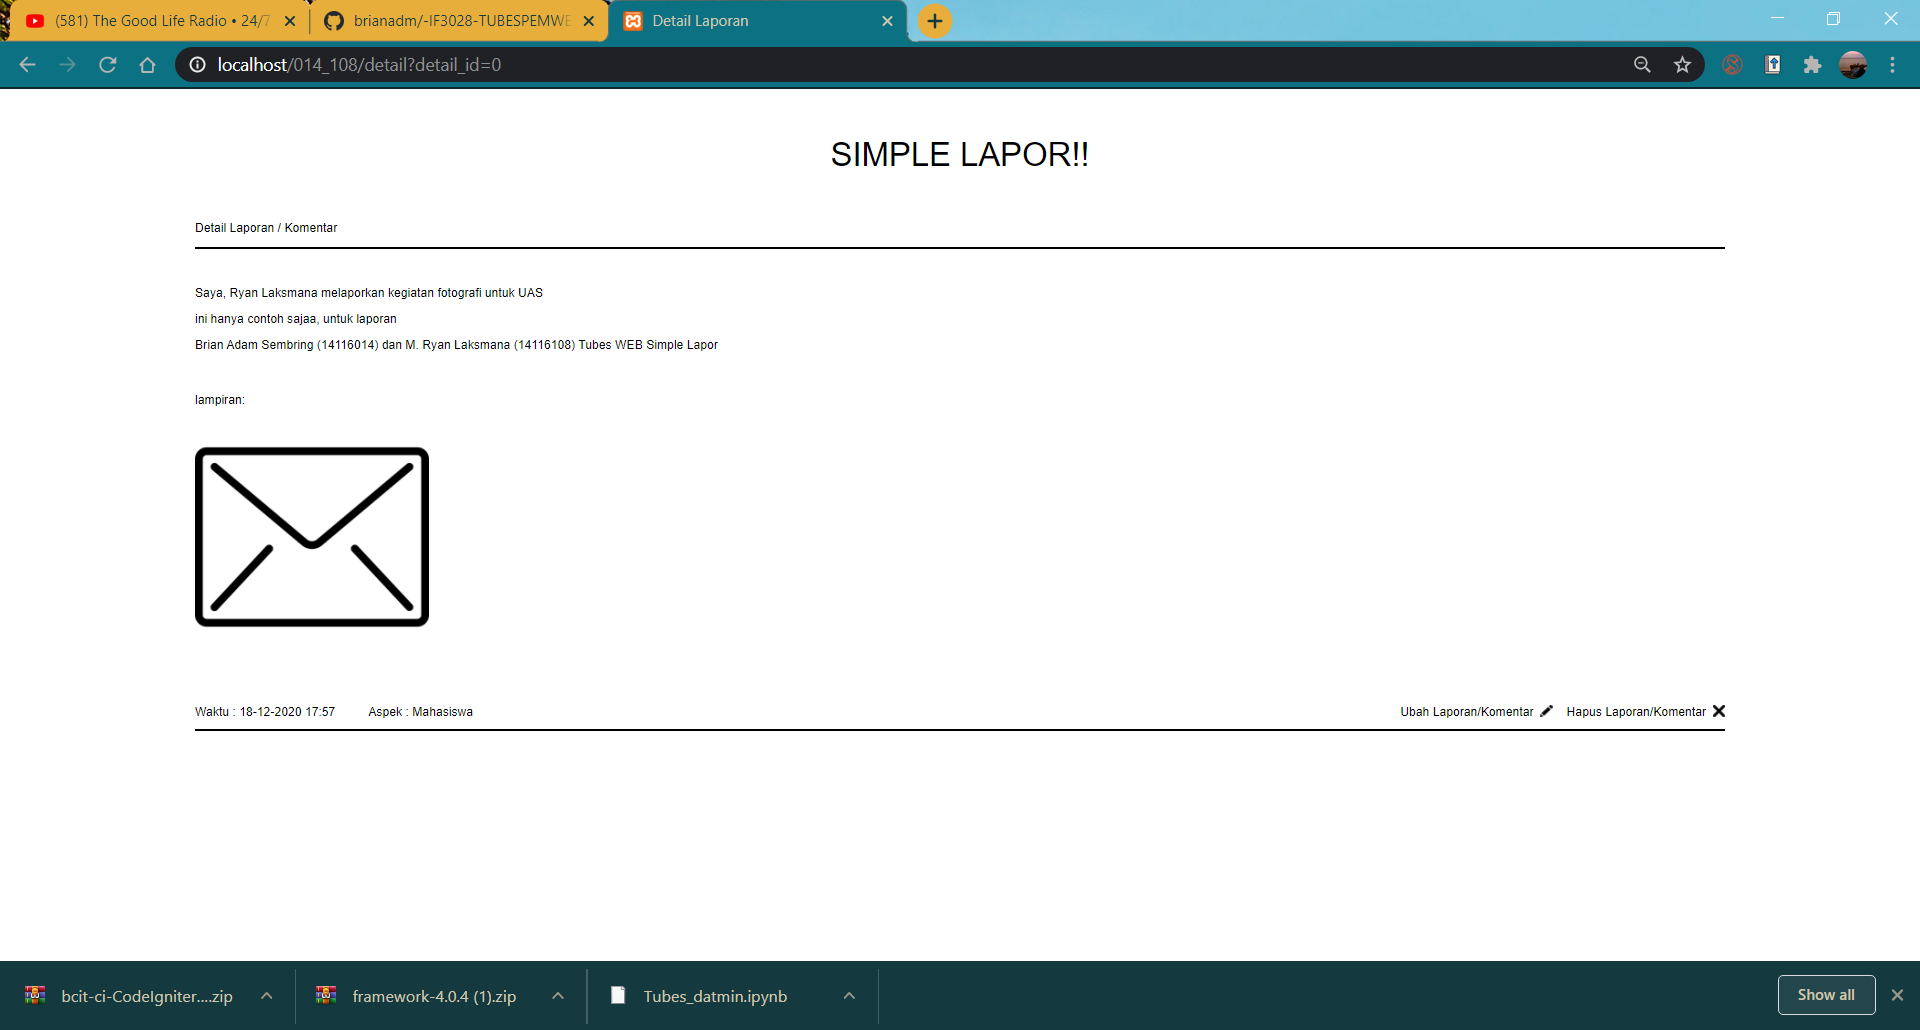 (581) The Good Life Radio • 24/7
brianadm/-IF3028-TUBESPEMWE
Detail Laporan
localhost/014_108/detail?detail_id=0
SIMPLE LAPOR!!
Detail Laporan / Komentar
Saya, Ryan Laksmana melaporkan kegiatan fotografi untuk UAS
ini hanya contoh sajaa, untuk laporan
Brian Adam Sembring (14116014) dan M. Ryan Laksmana (14116108) Tubes WEB Simple Lapor
lampiran:
Waktu : 18-12-2020 17:57 Aspek : Mahasiswa Ubah Laporan/Komentar Hapus Laporan/Komentar
bcit-ci-CodeIgniter....zip
framework-4.0.4 (1).zip
Tubes_datmin.ipynb
Show all